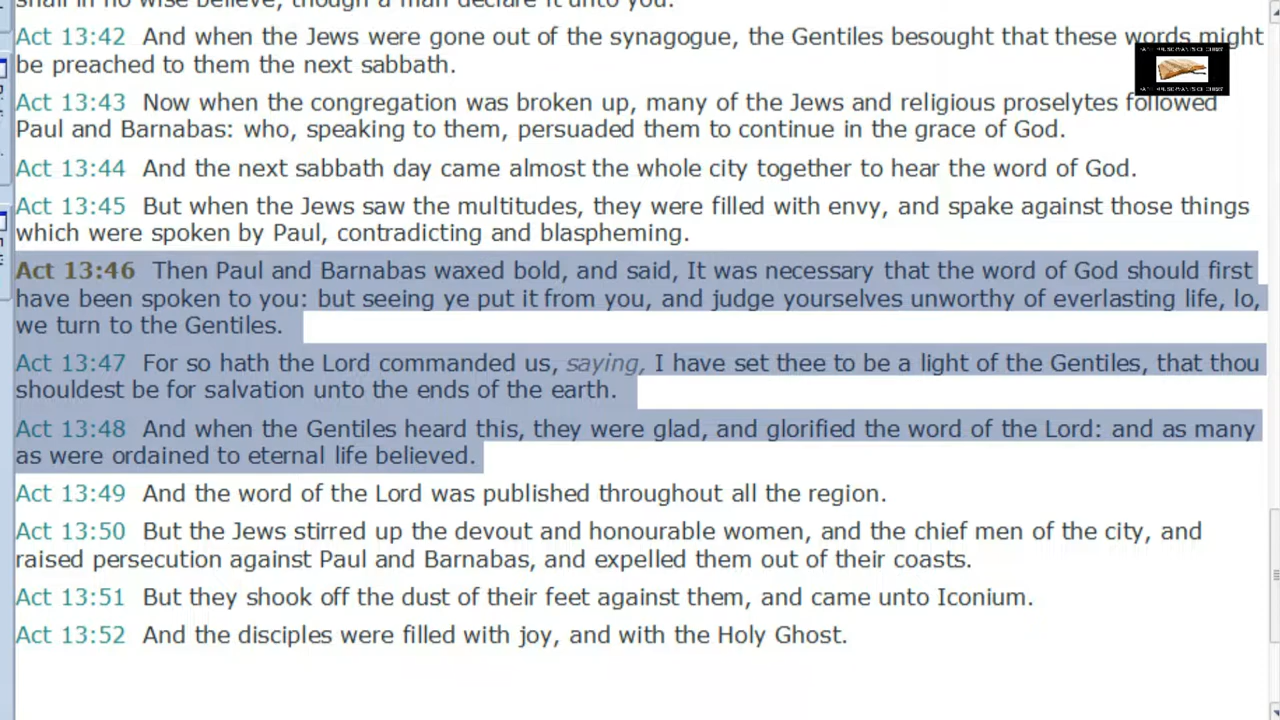 shall in no wise believe, though a man declare it unto you.
Act 13:42 And when the Jews were gone out of the synagogue, the Gentiles besought that these words might
be preached to them the next sabbath.
Act 13:43 Now when the congregation was broken up, many of the Jews and religious proselytes followed
Paul and Barnabas: who, speaking to them, persuaded them to continue in the grace of God.
Act 13:44 And the next sabbath day came almost the whole city together to hear the word of God.
Act 13:45 But when the Jews saw the multitudes, they were filled with envy, and spake against those things
which were spoken by Paul, contradicting and blaspheming.
Act 13:46 Then Paul and Barnabas waxed bold, and said, It was necessary that the word of God should first
have been spoken to you: but seeing ye put it from you, and judge yourselves unworthy of everlasting life, lo,
we turn to the Gentiles.
Act 13:47 For so hath the Lord commanded us, saying, I have set thee to be a light of the Gentiles, that thou
shouldest be for salvation unto the ends of the earth.
Act 13:48 And when the Gentiles heard this, they were glad, and glorified the word of the Lord: and as many
as were ordained to eternal life believed.
Act 13:49 And the word of the Lord was published throughout all the region.
Act 13:50 But the Jews stirred up the devout and honourable women, and the chief men of the city, and
raised persecution against Paul and Barnabas, and expelled them out of their coasts.
Act 13:51 But they shook off the dust of their feet against them, and came unto Iconium.
Act 13:52 And the disciples were filled with joy, and with the Holy Ghost.